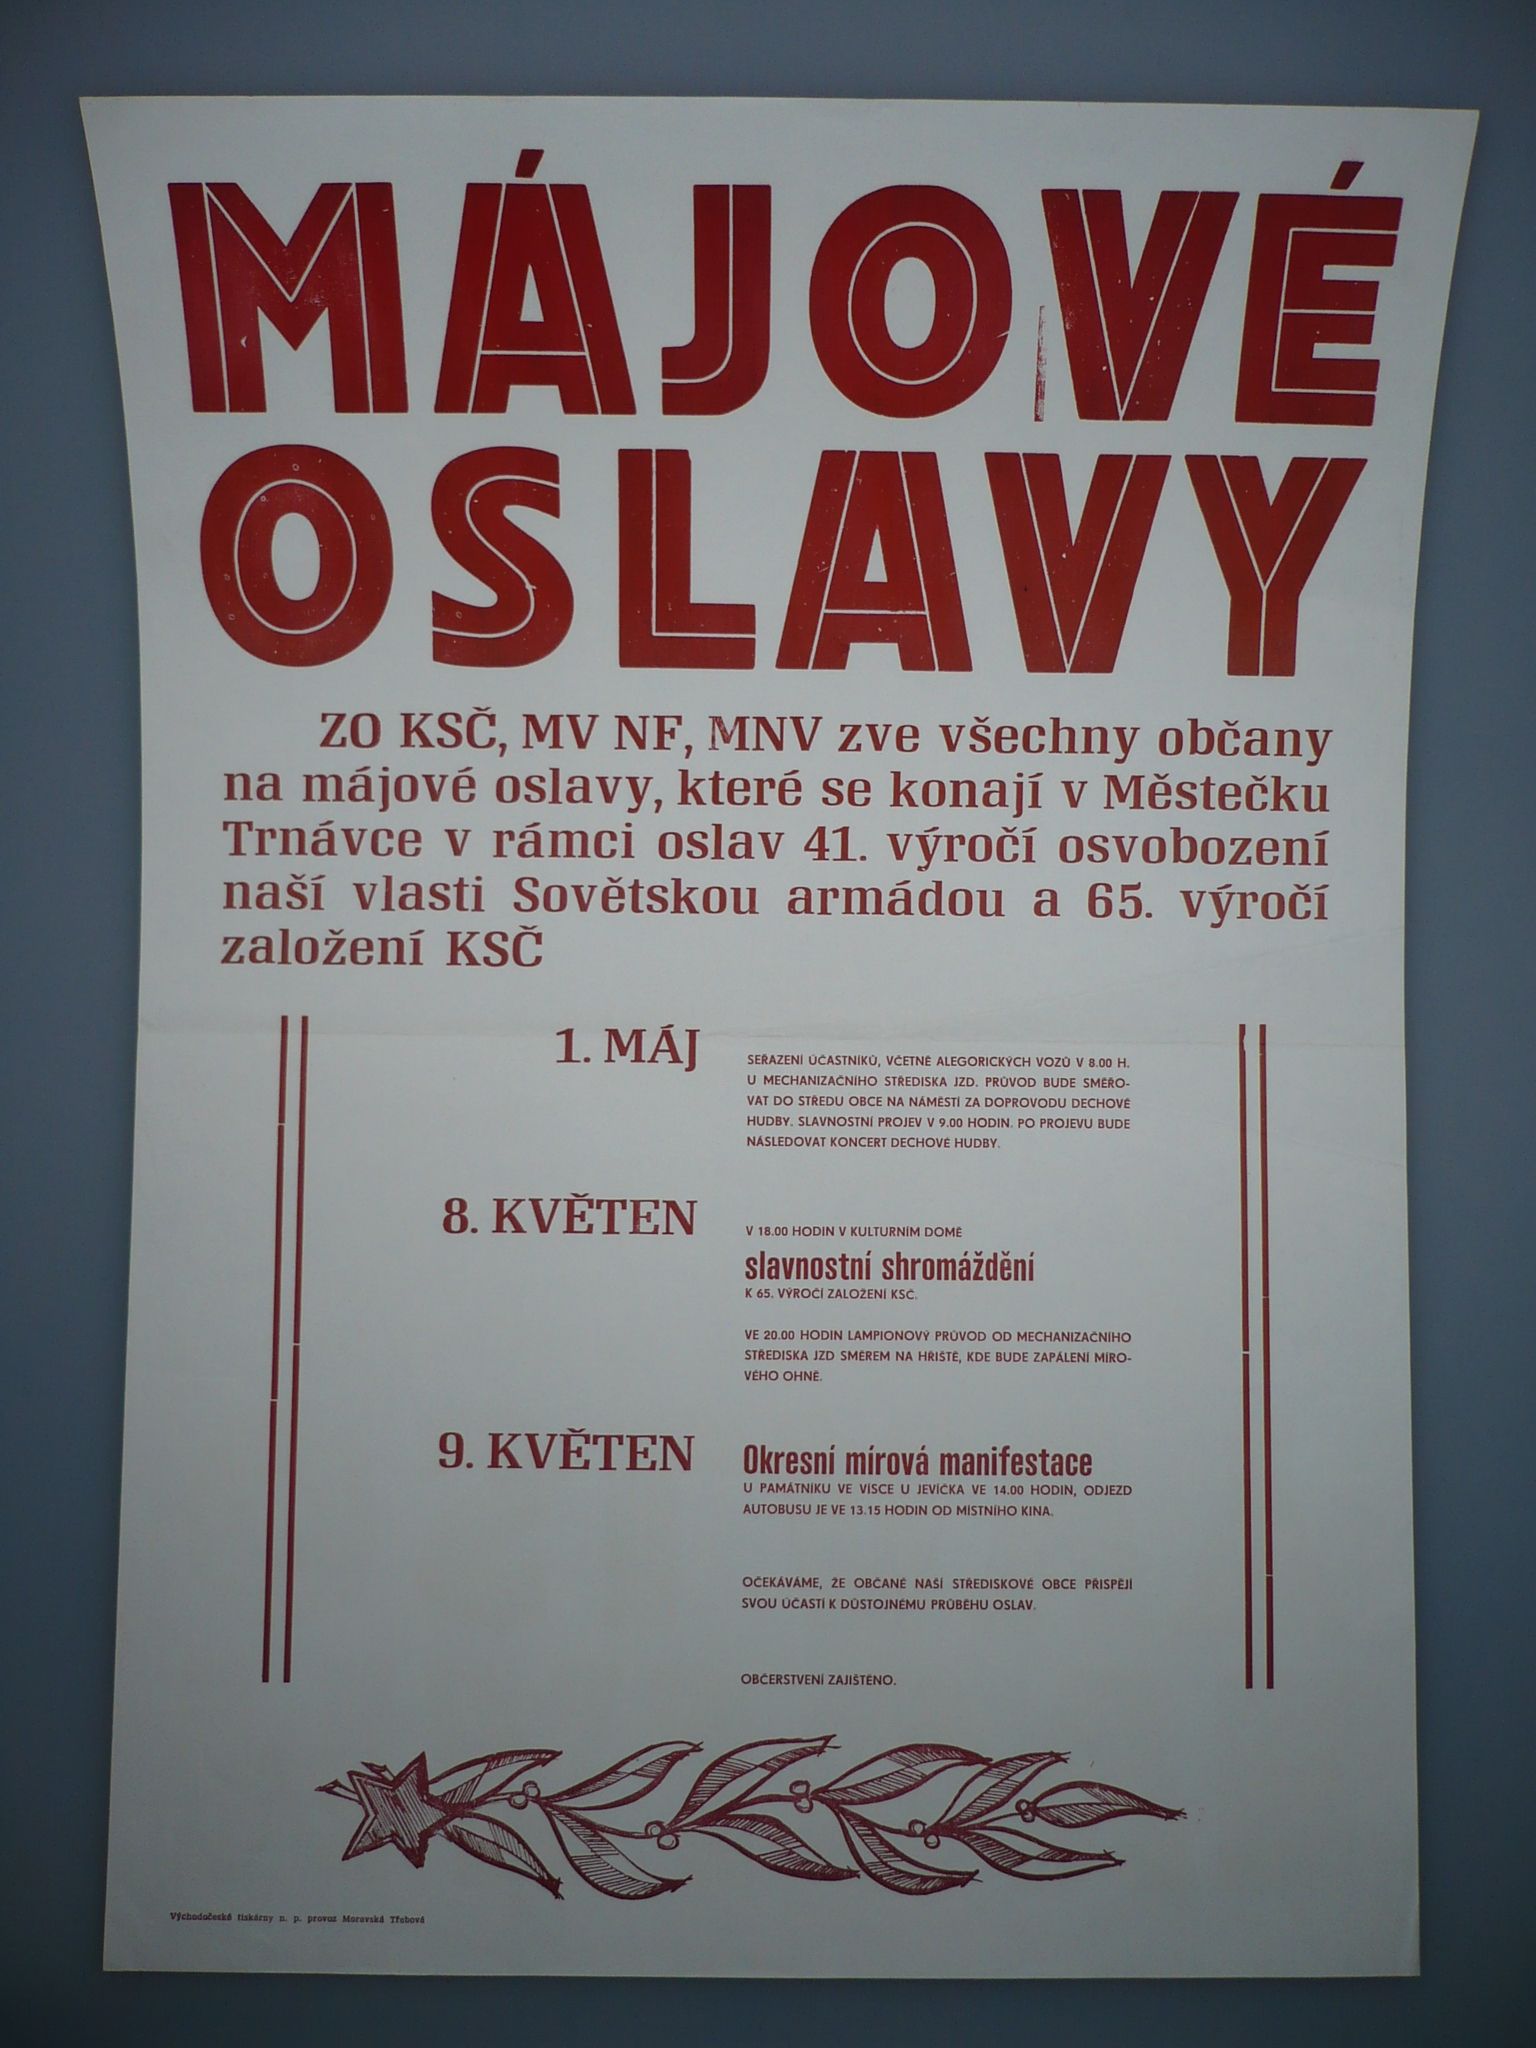 MÁJOVÉ
OSLAVY
ZO KSČ, MV NF, MNV zve všechny občany
na májové oslavy, které se konají v Městečku
Trnávce v rámci oslav 41. výročí osvobození
naší vlasti Sovětskou armádou a 65. výročí
založení KSČ
1. MÁJ
SEŘAZENÍ ÚČASTNÍKŮ, VČETNĚ ALEGORICKÝCH VOZŮ V 8.00 H.
U MECHANIZAČNÍHO STŘEDISKA JZD. PRŮVOD BUDE SMĚŘO-
VAT DO STŘEDU OBCE NA NÁMĚSTÍ ZA DOPROVODU DECHOVÉ
HUDBY. SLAVNOSTNÍ PROJEV V 9.00 HODIN. PO PROJEVU BUDE
NÁSLEDOVAT KONCERT DECHOVÉ HUDBY.
8. KVĚTEN
V 18.00 HODIN V KULTURNÍM DOMĚ
slavnostní shromáždění
K 65. VÝROČÍ ZALOŽENÍ KSČ.
VE 20.00 HODIN LAMPIONOVÝ PRŮVOD OD MECHANIZAČNÍHO
STŘEDISKA JZD SMĚREM NA HŘIŠTĚ, KDE BUDE ZAPÁLENÍ MÍRO-
VÉHO OHNĚ.
9. KVĚTEN
Okresní mírová manifestace
U PAMÁTNÍKU VE VÍSCE U JEVÍČKA VE 14.00 HODIN, ODJEZD
AUTOBUSU JE VE 13.15 HODIN OD MÍSTNÍHO KINA.
OČEKÁVÁME, ŽE OBČANÉ NAŠÍ STŘEDISKOVÉ OBCE PŘISPĚJÍ
SVOU ÚČASTÍ K DŮSTOJNÉMU PRŮBĚHU OSLAV.
OBČERSTVENÍ ZAJIŠTĚNO.
Východočeské tiskárny n. p. provoz Moravská Třebová